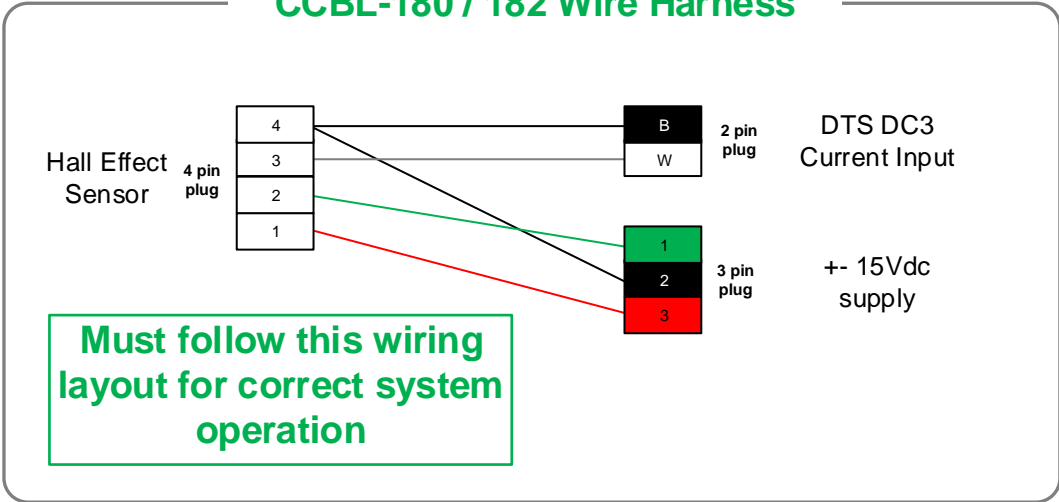 CCBL-180 / 182 Wire Harness
Hall Effect
Sensor
4 pin
plug
4
3
2
1
B
W
2 pin
plug
DTS DC3
Current Input
1
2
3
3 pin
plug
+- 15Vdc
supply
Must follow this wiring
layout for correct system
operation